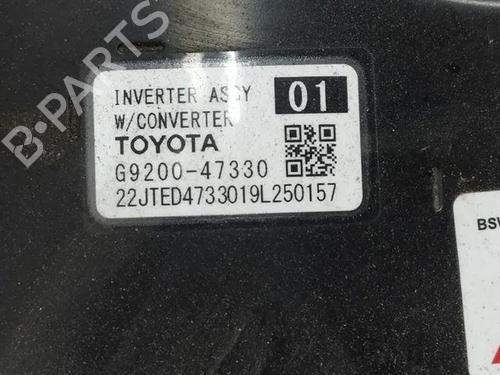 INVERTER ASSY
01
W/CONVERTER
TOYOTA
G9200-47330
22JTED4733019L250157
B-PARTS
BSW